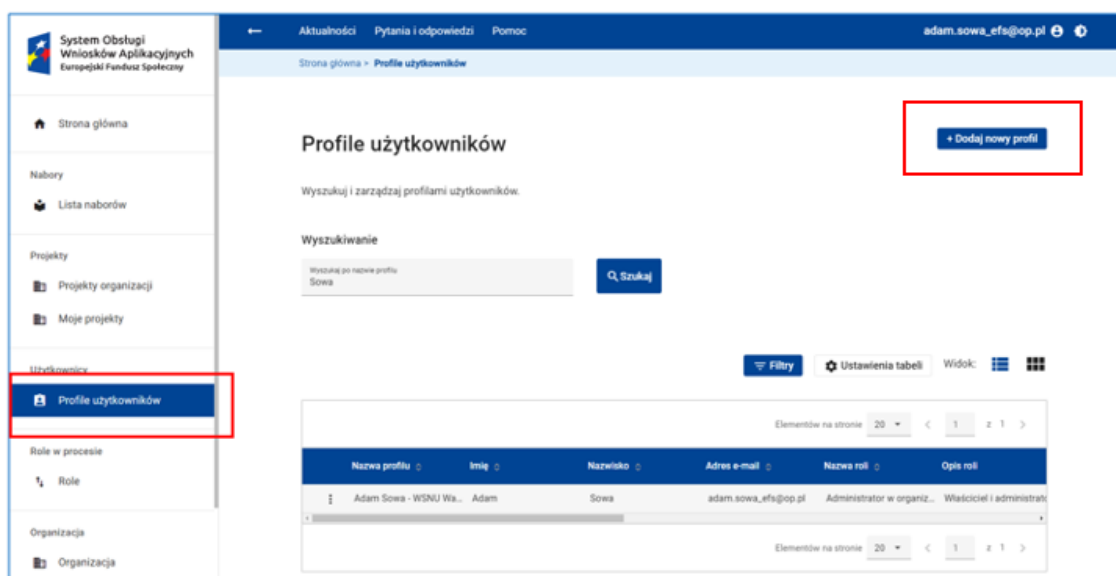 System Obsługi
Wniosków Aplikacyjnych
Europejski Fundusz Społeczny
Strona główna
Nabory
Lista naborów
Projekty
Projekty organizacji
Moje projekty
Użytkownicy
Profile użytkowników
Role w procesie
Role
Organizacja
Organizacja
Aktualności Pytania i odpowiedzi Pomoc adam.sowa_efs@op.pl
Strona główna > Profile użytkowników
Profile użytkowników
+ Dodaj nowy profil
Wyszukuj i zarządzaj profilami użytkowników.
Wyszukiwanie
Wyszukaj po nazwie profilu
Sowa
Szukaj
Filtry Ustawienia tabeli Widok:
Elementów na stronie 20 < 1 z 1 >
Nazwa profilu Imię Nazwisko Adres e-mail Nazwa roli Opis roli
Adam Sowa - WSNU Wa... Adam Sowa adam.sowa_efs@op.pl Administrator w organiz... Właściciel i administrato
Elementów na stronie 20 < 1 z 1 >